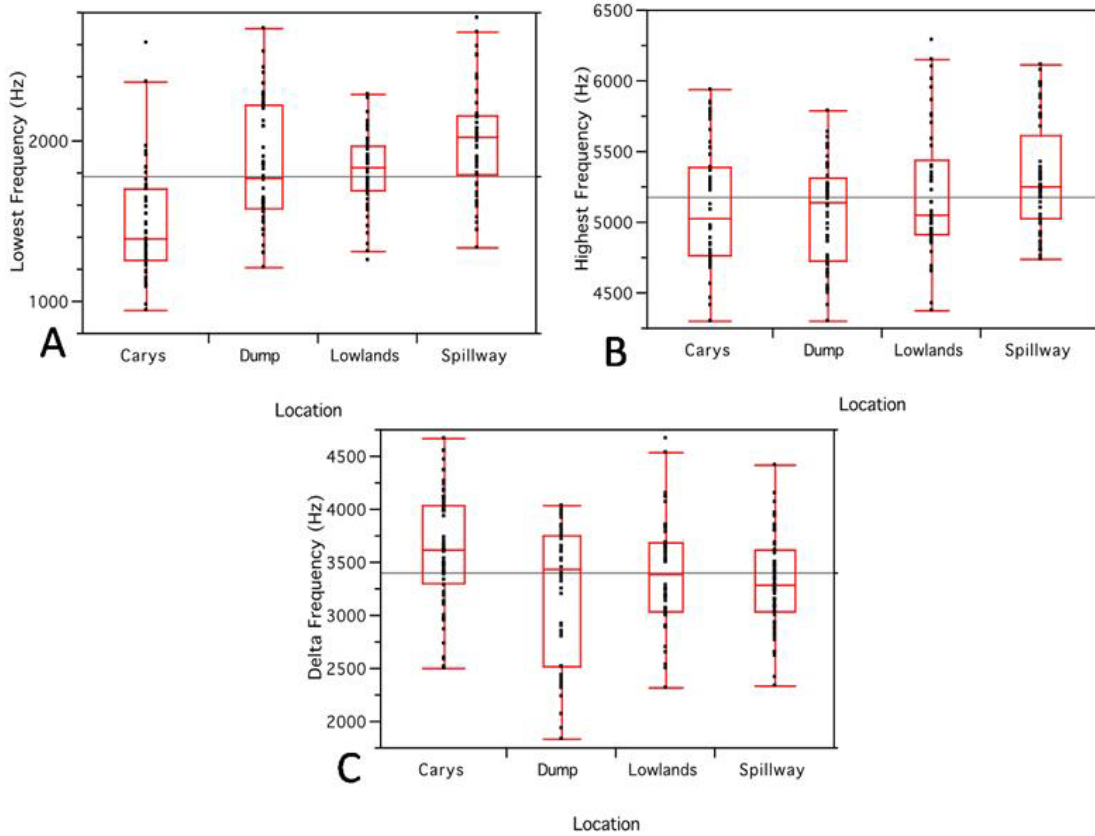 Lowest Frequency (Hz)
2000
1000
A
Carys Dump Lowlands Spillway
Location
Highest Frequency (Hz)
6500
6000
5500
5000
4500
B
Carys Dump Lowlands Spillway
Location
Delta Frequency (Hz)
4500
4000
3500
3000
2500
2000
C
Carys Dump Lowlands Spillway
Location